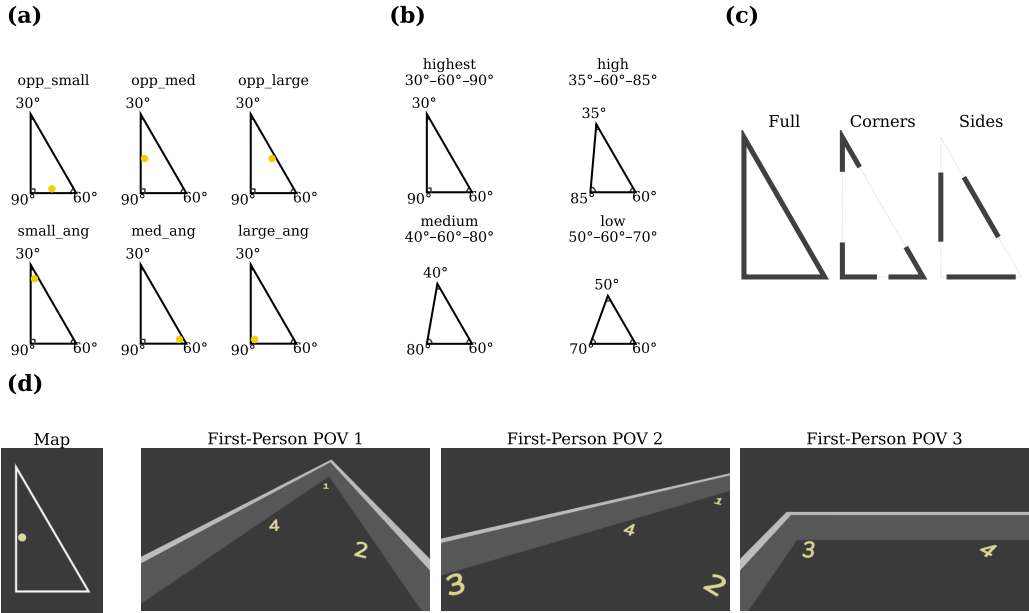 (a)
opp_small
30°
90°
60°
opp_med
30°
90°
60°
opp_large
30°
90°
60°
small_ang
30°
90°
60°
med_ang
30°
90°
60°
large_ang
30°
90°
60°
(b)
highest
30°–60°–90°
30°
90°
60°
high
35°–60°–85°
35°
85°
60°
medium
40°–60°–80°
40°
80°
60°
low
50°–60°–70°
50°
70°
60°
(c)
Full
Corners
Sides
(d)
Map
First-Person POV 1
1
4
2
First-Person POV 2
1
4
3
2
First-Person POV 3
3
4